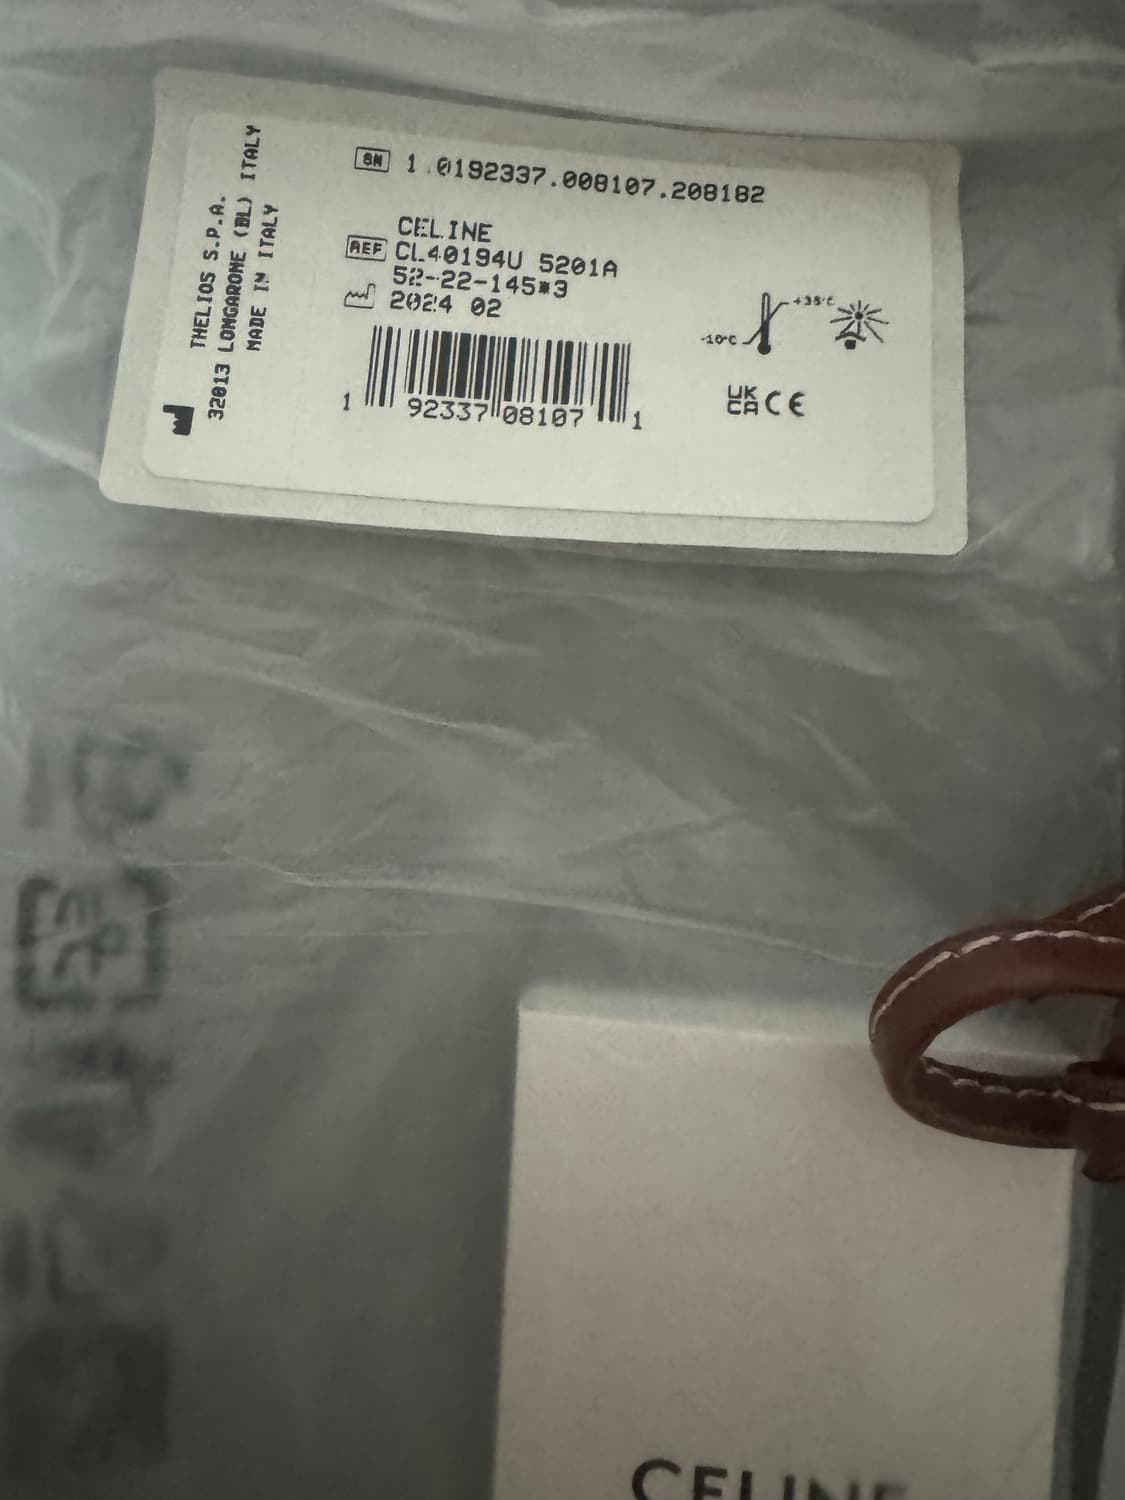 SN 1.0192337.008107.208182
CELINE
REF CL40194U 5201A
52-22-145*3
2024 02
1 92337 08107 1
THELIOS S.P.A.
32013 LONGARONE (BL) ITALY
MADE IN ITALY
-10°C +35°C
UK
CA CE
CELINE